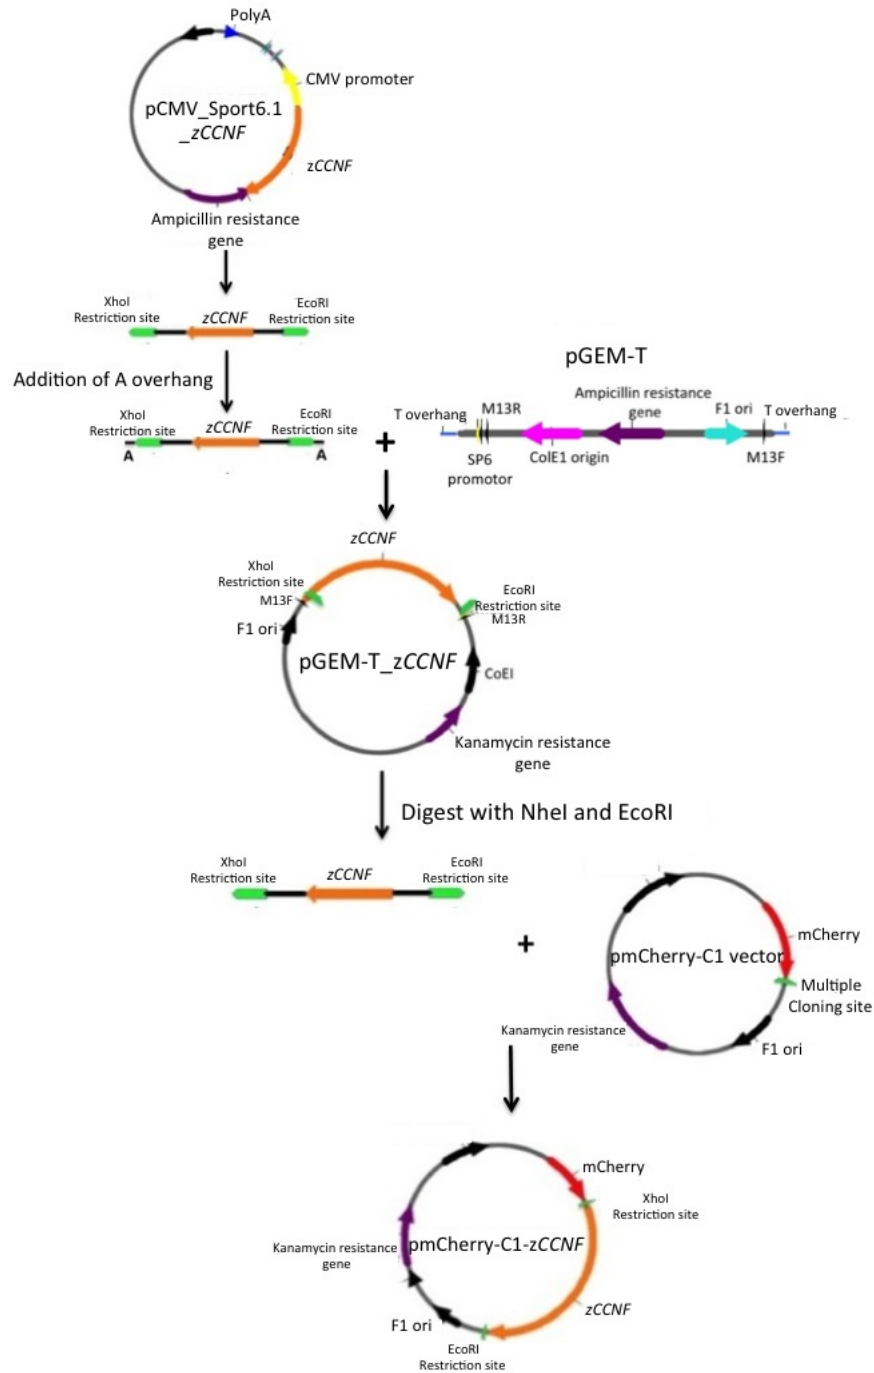 PolyA
CMV promoter
pCMV_Sport6.1
_zCCNF
zCCNF
Ampicillin resistance
gene
XhoI
Restriction site
zCCNF
EcoRI
Restriction site
Addition of A overhang
XhoI
Restriction site
zCCNF
EcoRI
Restriction site
A
A
+
pGEM-T
T overhang
M13R
Ampicillin resistance
gene
F1 ori
T overhang
SP6
promotor
ColE1 origin
M13F
zCCNF
XhoI
Restriction site
M13F
F1 ori
EcoRI
Restriction site
M13R
pGEM-T_zCCNF
CoEI
Kanamycin resistance
gene
Digest with NheI and EcoRI
XhoI
Restriction site
zCCNF
EcoRI
Restriction site
+
mCherry
pmCherry-C1 vector
Multiple
Cloning site
Kanamycin resistance
gene
F1 ori
mCherry
XhoI
Restriction site
Kanamycin resistance
gene
pmCherry-C1-zCCNF
zCCNF
F1 ori
EcoRI
Restriction site